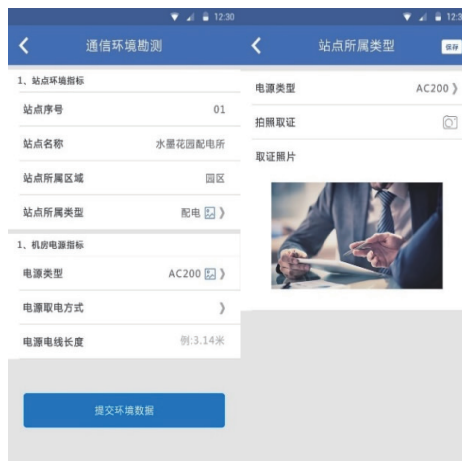 12:30
通信环境勘测
1、站点环境指标
站点序号 01
站点名称 水墨花园配电所
站点所属区域 园区
站点所属类型 配电
1、机房电源指标
电源类型 AC200
电源取电方式
电源电线长度 例:3.14米
提交环境数据
12:3
站点所属类型 保存
电源类型 AC200
拍照取证
取证照片